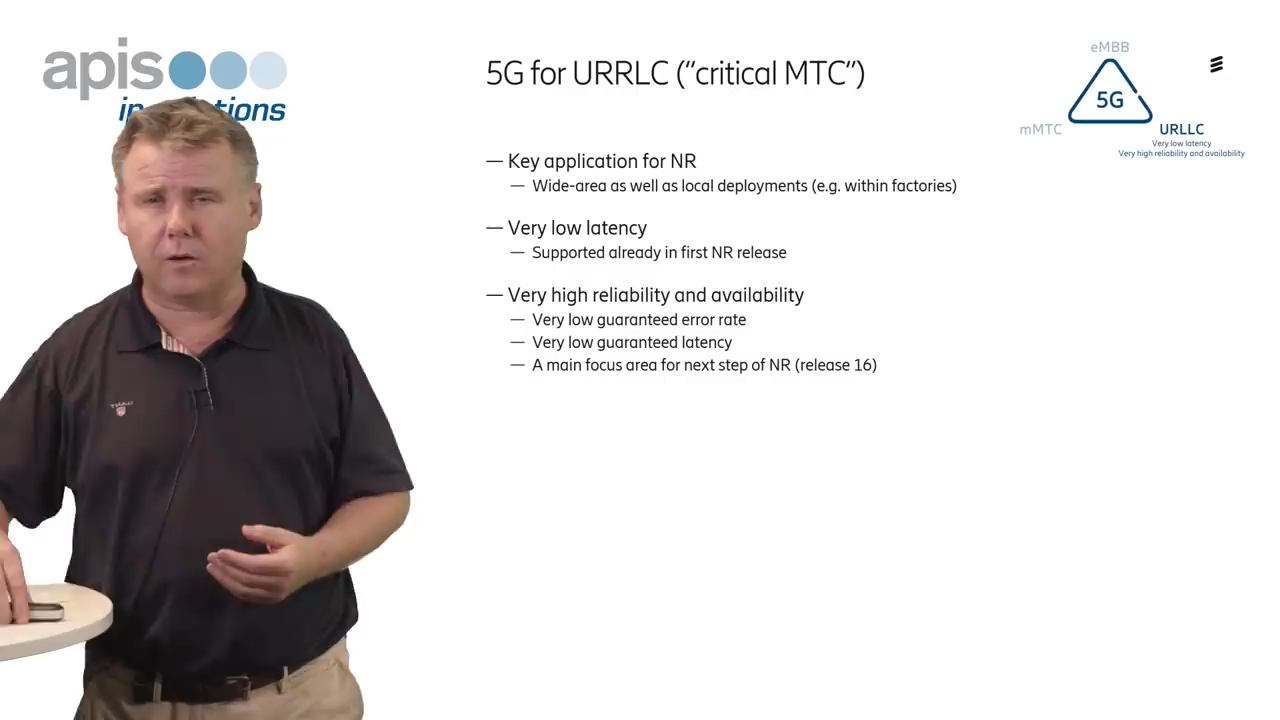 apis
5G for URRLC (“critical MTC”)
eMBB
5G
mMTC
URLLC
Very low latency
Very high reliability and availability
— Key application for NR
— Wide-area as well as local deployments (e.g. within factories)
— Very low latency
— Supported already in first NR release
— Very high reliability and availability
— Very low guaranteed error rate
— Very low guaranteed latency
— A main focus area for next step of NR (release 16)